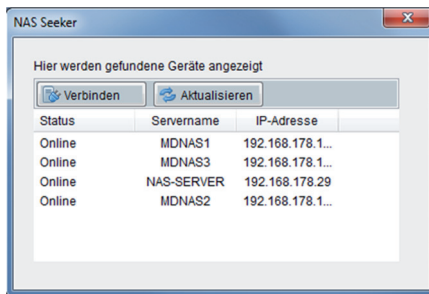 NAS Seeker
Hier werden gefundene Geräte angezeigt
Verbinden Aktualisieren
Status Servername IP-Adresse
Online MDNAS1 192.168.178.1...
Online MDNAS3 192.168.178.1...
Online NAS-SERVER 192.168.178.29
Online MDNAS2 192.168.178.1...